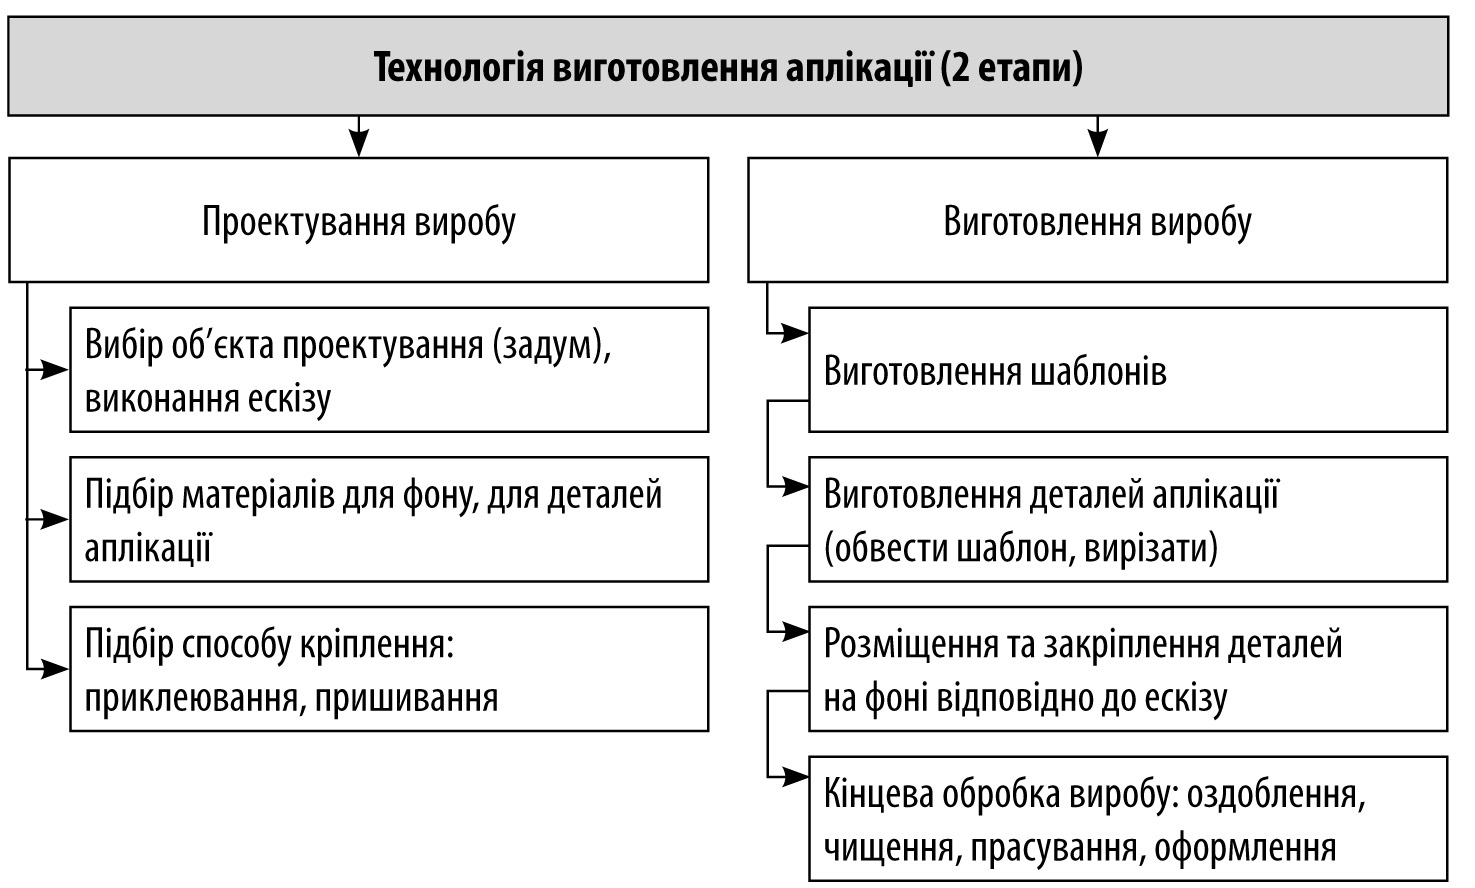 Технологія виготовлення аплікації (2 етапи)
Проектування виробу
Вибір об’єкта проектування (задум),
виконання ескізу
Підбір матеріалів для фону, для деталей
аплікації
Підбір способу кріплення:
приклеювання, пришивання
Виготовлення виробу
Виготовлення шаблонів
Виготовлення деталей аплікації
(обвести шаблон, вирізати)
Розміщення та закріплення деталей
на фоні відповідно до ескізу
Кінцева обробка виробу: оздоблення,
чищення, прасування, оформлення